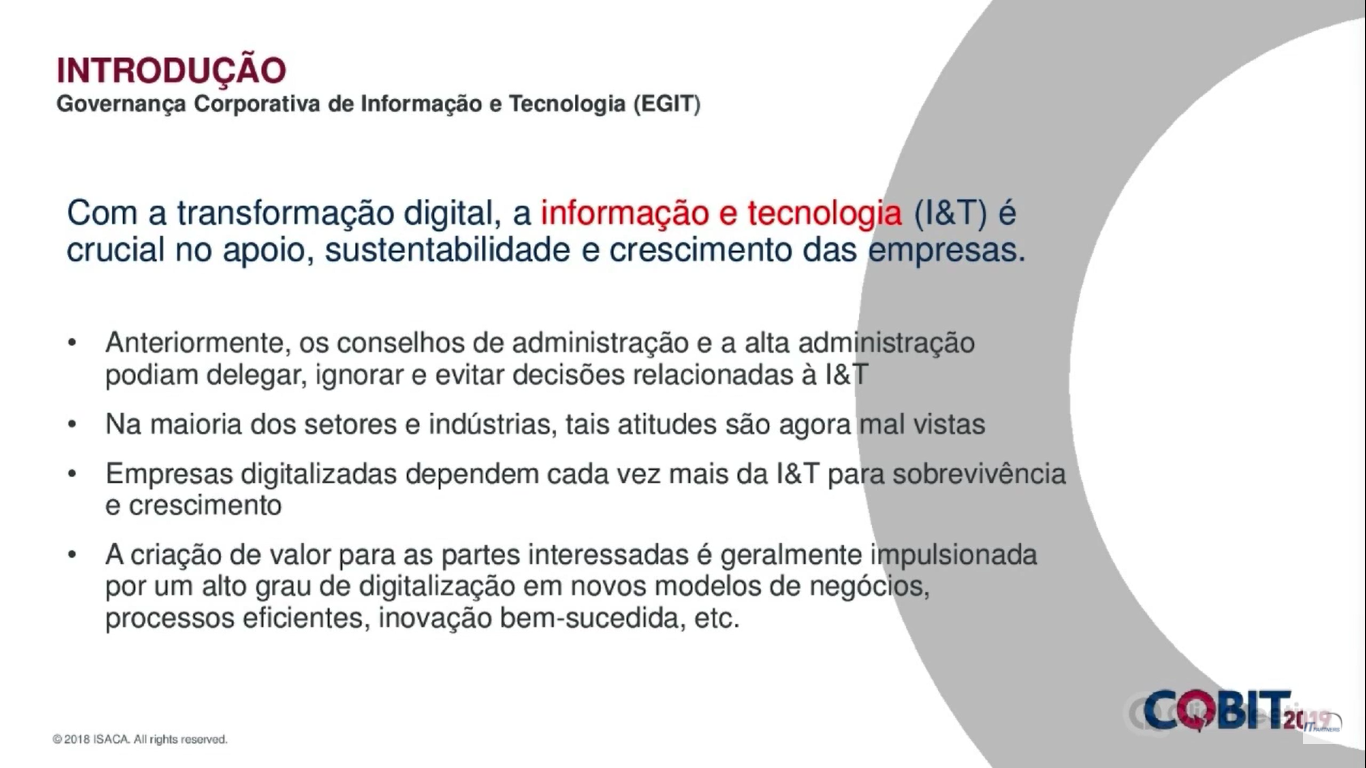 INTRODUÇÃO
Governança Corporativa de Informação e Tecnologia (EGIT)
Com a transformação digital, a informação e tecnologia (I&T) é
crucial no apoio, sustentabilidade e crescimento das empresas.
• Anteriormente, os conselhos de administração e a alta administração
podiam delegar, ignorar e evitar decisões relacionadas à I&T
• Na maioria dos setores e indústrias, tais atitudes são agora mal vistas
• Empresas digitalizadas dependem cada vez mais da I&T para sobrevivência
e crescimento
• A criação de valor para as partes interessadas é geralmente impulsionada
por um alto grau de digitalização em novos modelos de negócios,
processos eficientes, inovação bem-sucedida, etc.
COBIT 2019
© 2018 ISACA. All rights reserved.